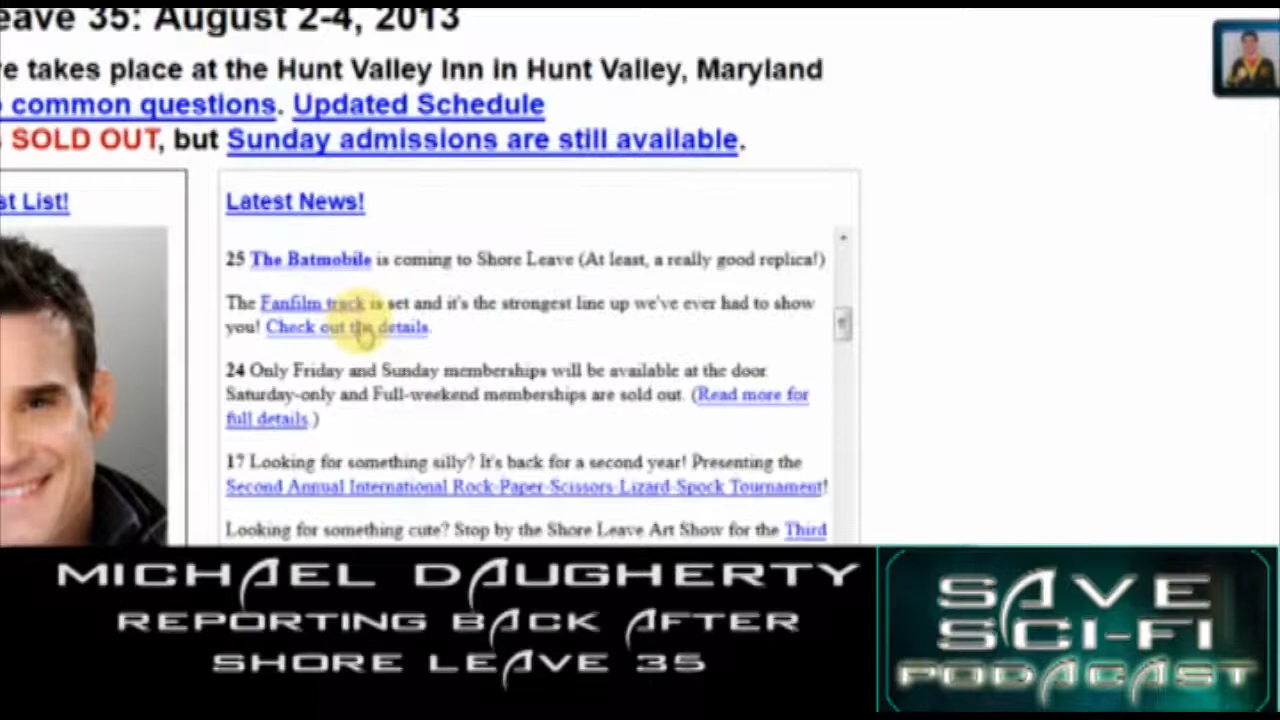 eave 35: August 2-4, 2013
e takes place at the Hunt Valley Inn in Hunt Valley, Maryland
common questions. Updated Schedule
SOLD OUT, but Sunday admissions are still available.
st List!
Latest News!
25 The Batmobile is coming to Shore Leave (At least, a really good replica!)
The Fanfilm track is set and it's the strongest line up we've ever had to show
you! Check out the details.
24 Only Friday and Sunday memberships will be available at the door
Saturday-only and Full-weekend memberships are sold out. (Read more for
full details.)
17 Looking for something silly? It's back for a second year! Presenting the
Second Annual International Rock-Paper-Scissors-Lizard-Spock Tournament!
Looking for something cute? Stop by the Shore Leave Art Show for the Third
MICHAEL DAUGHERTY
REPORTING BACK AFTER
SHORE LEAVE 35
SAVE
SCI-FI
PODACAST